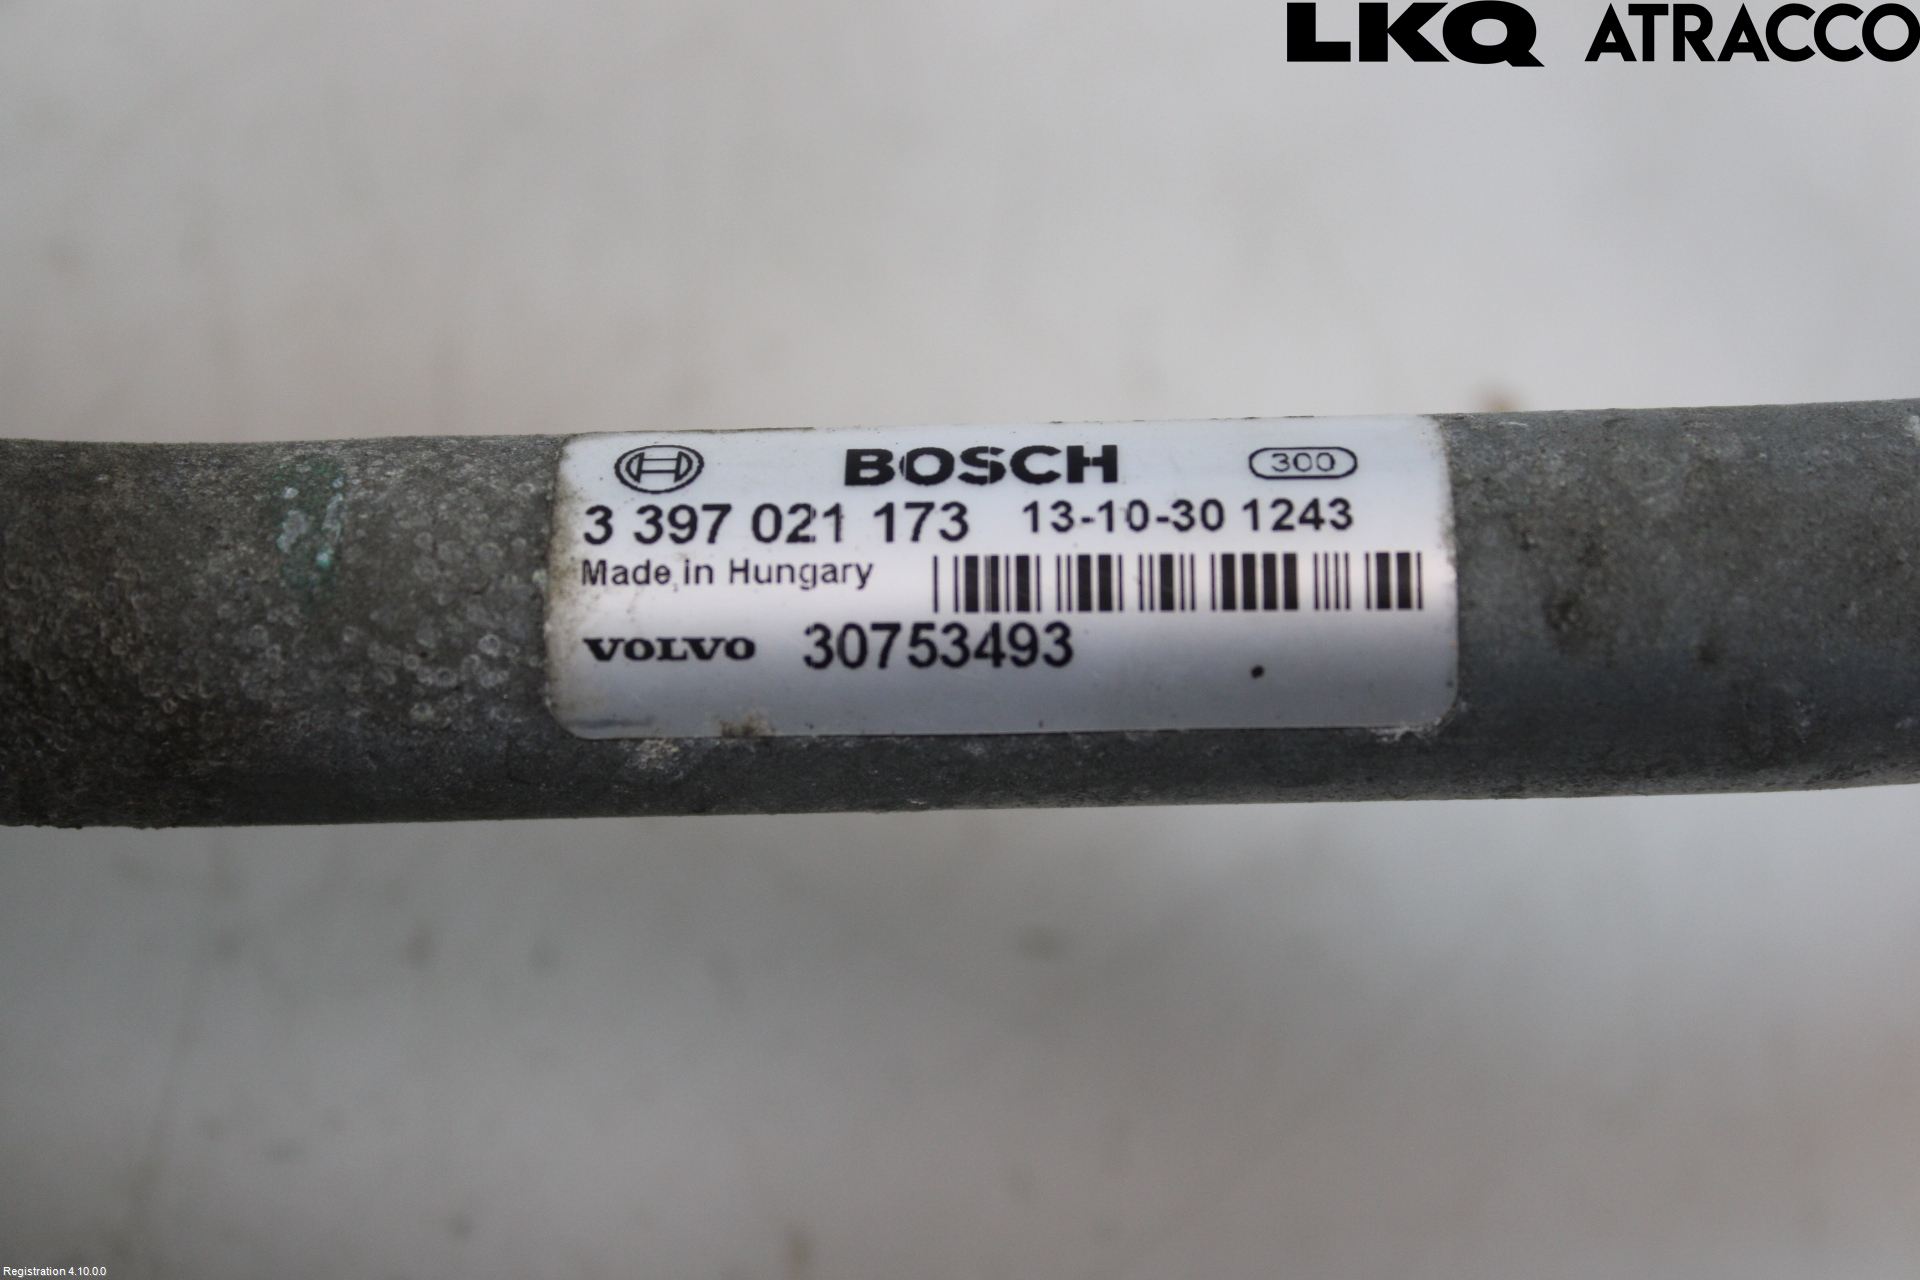 LKQ ATRACCO
BOSCH 300
3 397 021 173 13-10-30 1243
Made in Hungary
VOLVO 30753493
Registration 4.10.0.0